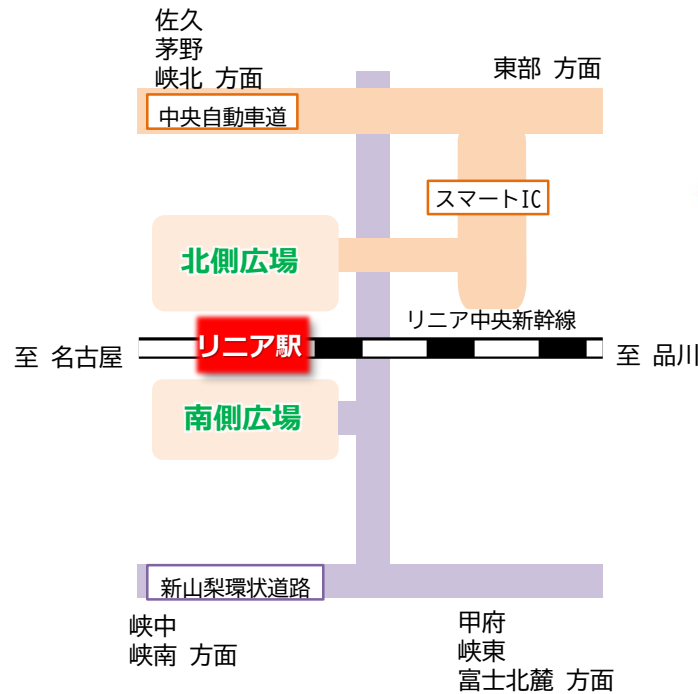 佐久
茅野
峡北 方面
東部 方面
中央自動車道
スマートIC
北側広場
リニア中央新幹線
リニア駅
至 名古屋
至 品川
南側広場
新山梨環状道路
峡中
峡南 方面
甲府
峡東
富士北麓 方面